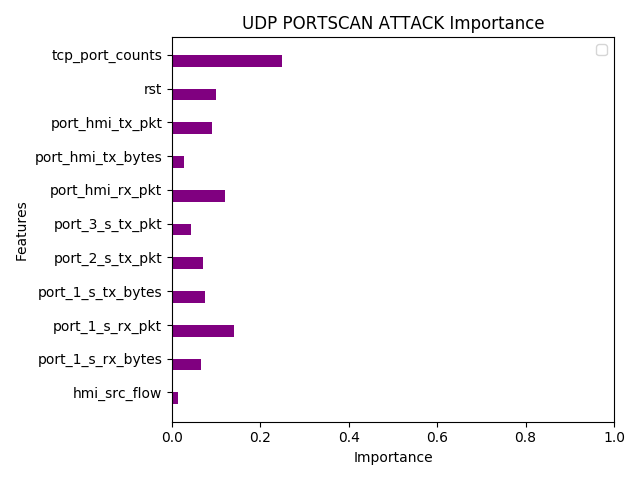 UDP PORTSCAN ATTACK Importance
tcp_port_counts
rst
port_hmi_tx_pkt
port_hmi_tx_bytes
port_hmi_rx_pkt
port_3_s_tx_pkt
port_2_s_tx_pkt
port_1_s_tx_bytes
port_1_s_rx_pkt
port_1_s_rx_bytes
hmi_src_flow
Features
0.0 0.2 0.4 0.6 0.8 1.0
Importance